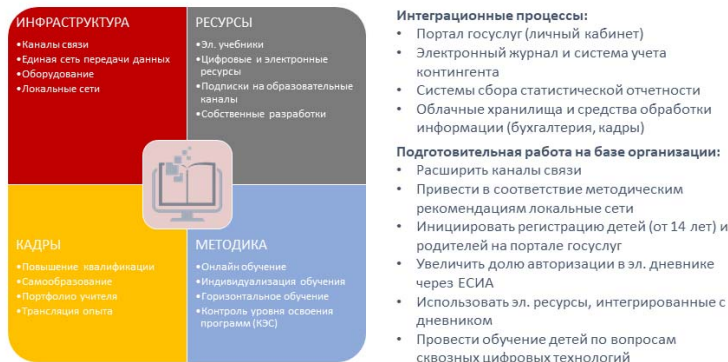 ИНФРАСТРУКТУРА
•Каналы связи
•Единая сеть передачи данных
•Оборудование
•Локальные сети
РЕСУРСЫ
•Эл. учебники
•Цифровые и электронные
ресурсы
•Подписки на образовательные
каналы
•Собственные разработки
КАДРЫ
•Повышение квалификации
•Самообразование
•Портфолио учителя
•Трансляция опыта
МЕТОДИКА
•Онлайн обучение
•Индивидуализация обучения
•Горизонтальное обучение
•Контроль уровня освоения
программ (КЭС)
Интеграционные процессы:
• Портал госуслуг (личный кабинет)
• Электронный журнал и система учета
контингента
• Системы сбора статистической отчетности
• Облачные хранилища и средства обработки
информации (бухгалтерия, кадры)
Подготовительная работа на базе организации:
• Расширить каналы связи
• Привести в соответствие методическим
рекомендациям локальные сети
• Инициировать регистрацию детей (от 14 лет) и
родителей на портале госуслуг
• Увеличить долю авторизации в эл. дневнике
через ЕСИА
• Использовать эл. ресурсы, интегрированные с
дневником
• Провести обучение детей по вопросам
сквозных цифровых технологий